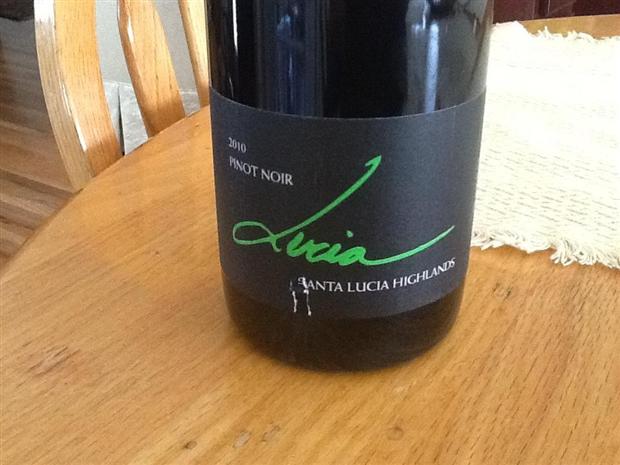 2010
PINOT NOIR
Lucia
SANTA LUCIA HIGHLANDS